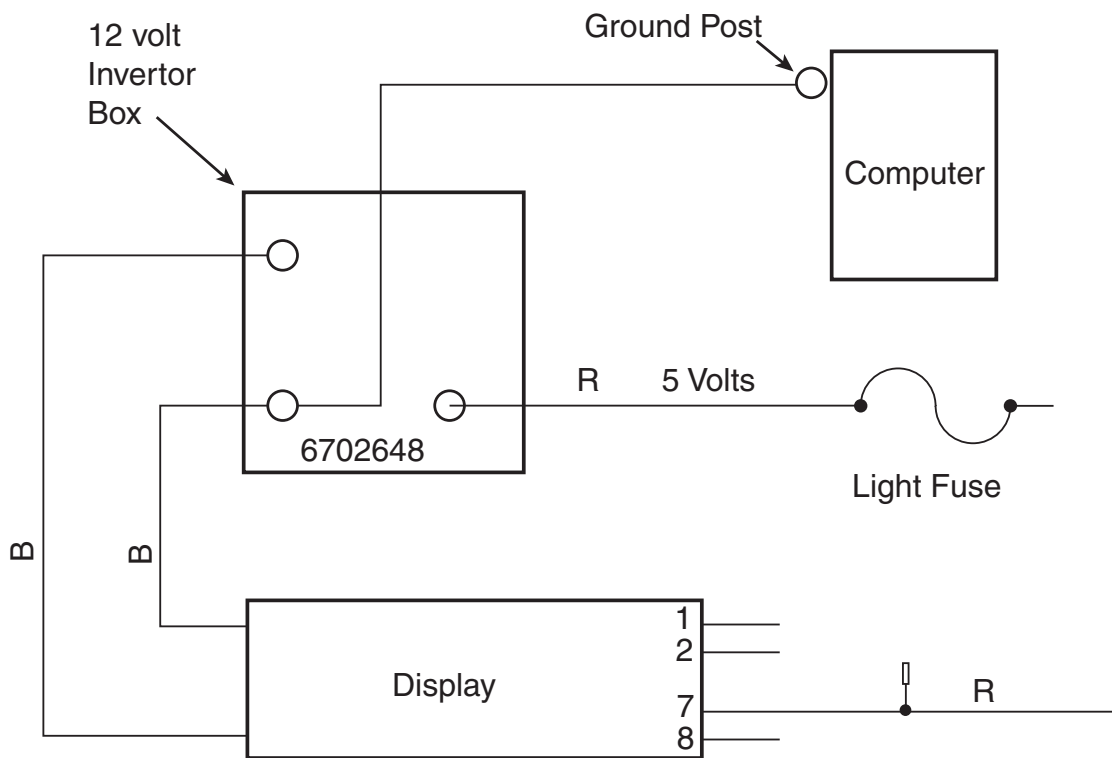 12 volt
Invertor
Box
Ground Post
Computer
R
5 Volts
6702648
Light Fuse
B
B
1
2
Display
7
R
8